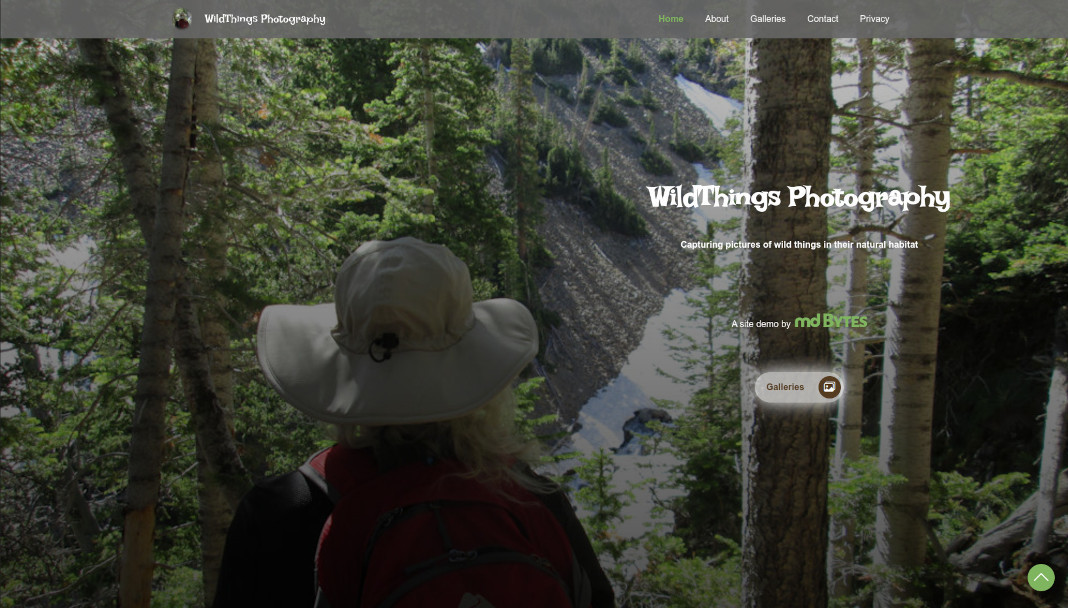 WildThings Photography
Home About Galleries Contact Privacy
WildThings Photography
Capturing pictures of wild things in their natural habitat
A site demo by md BYTES
Galleries